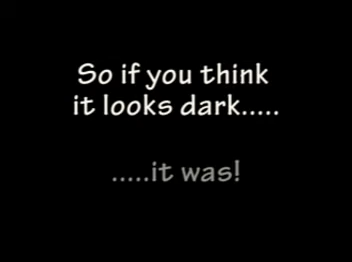 So if you think
it looks dark.....
.....it was!